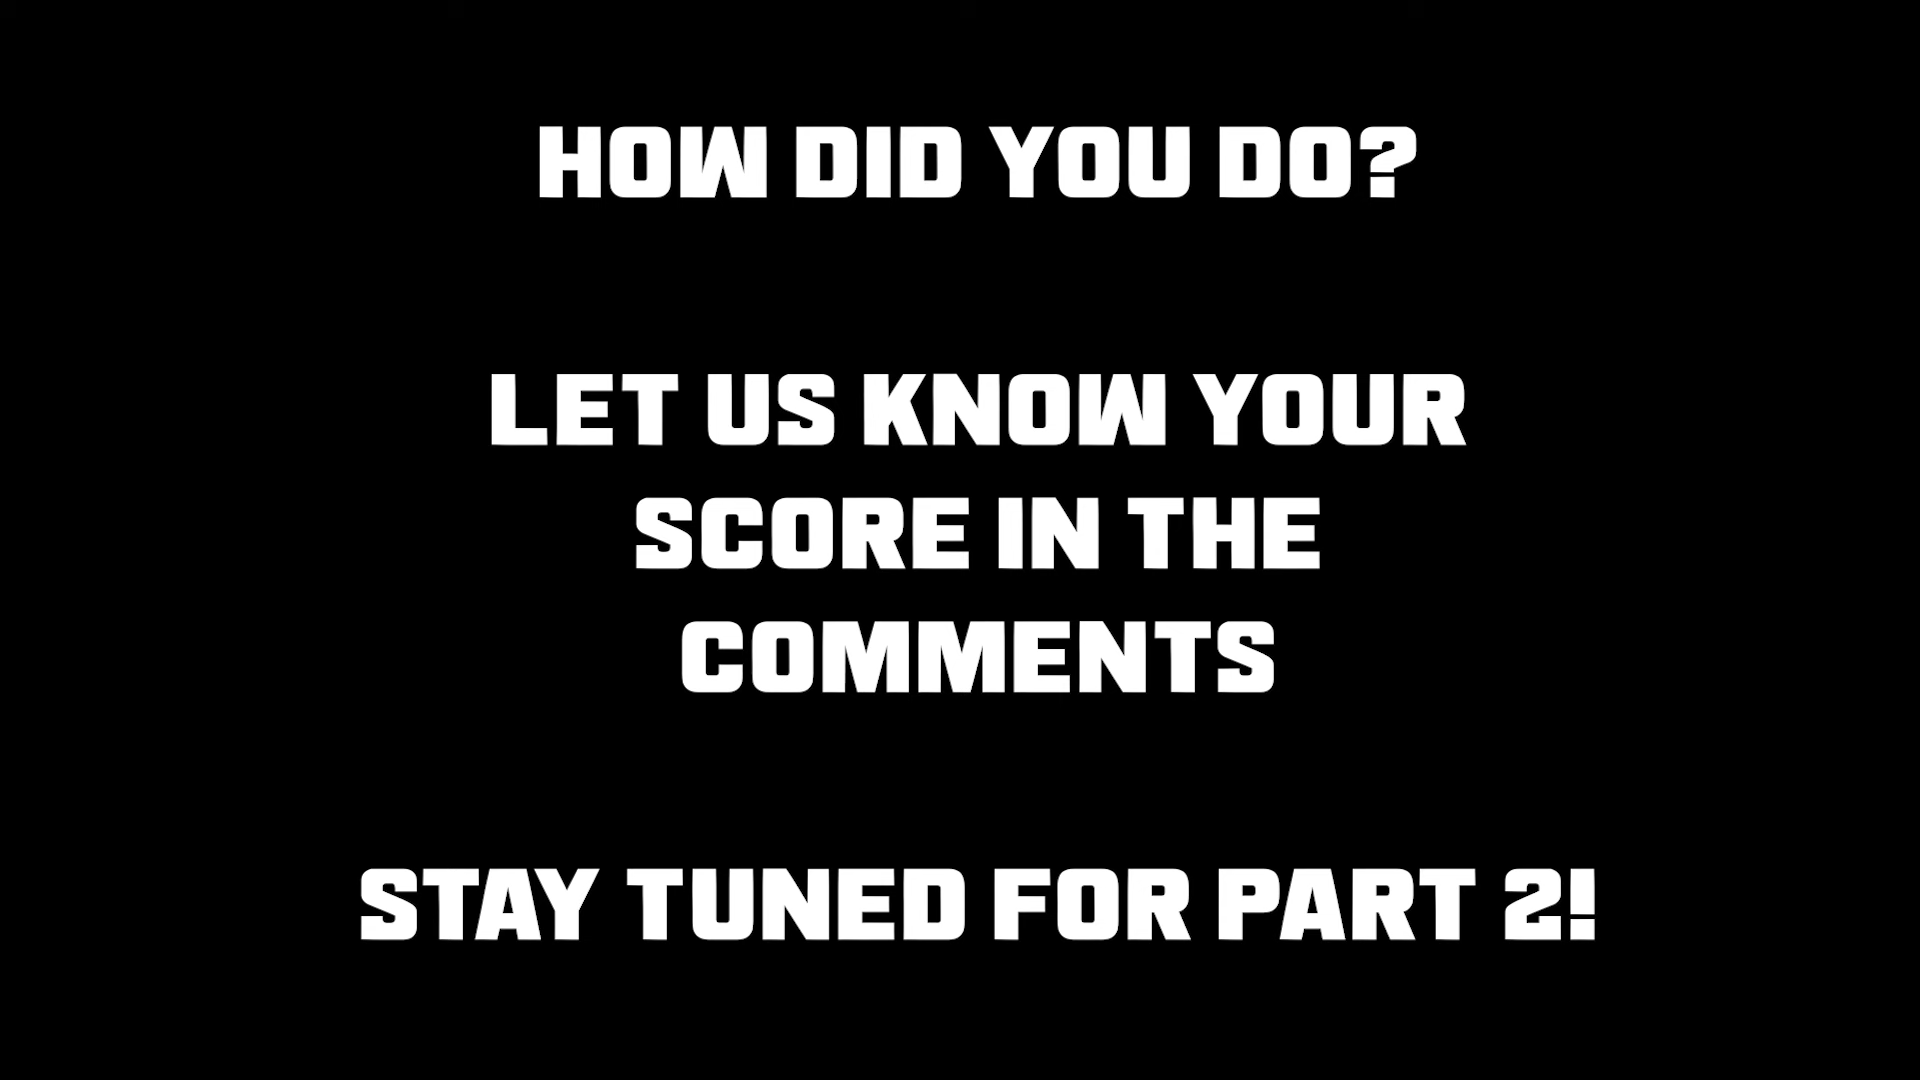 HOW DID YOU DO?
LET US KNOW YOUR
SCORE IN THE
COMMENTS
STAY TUNED FOR PART 2!